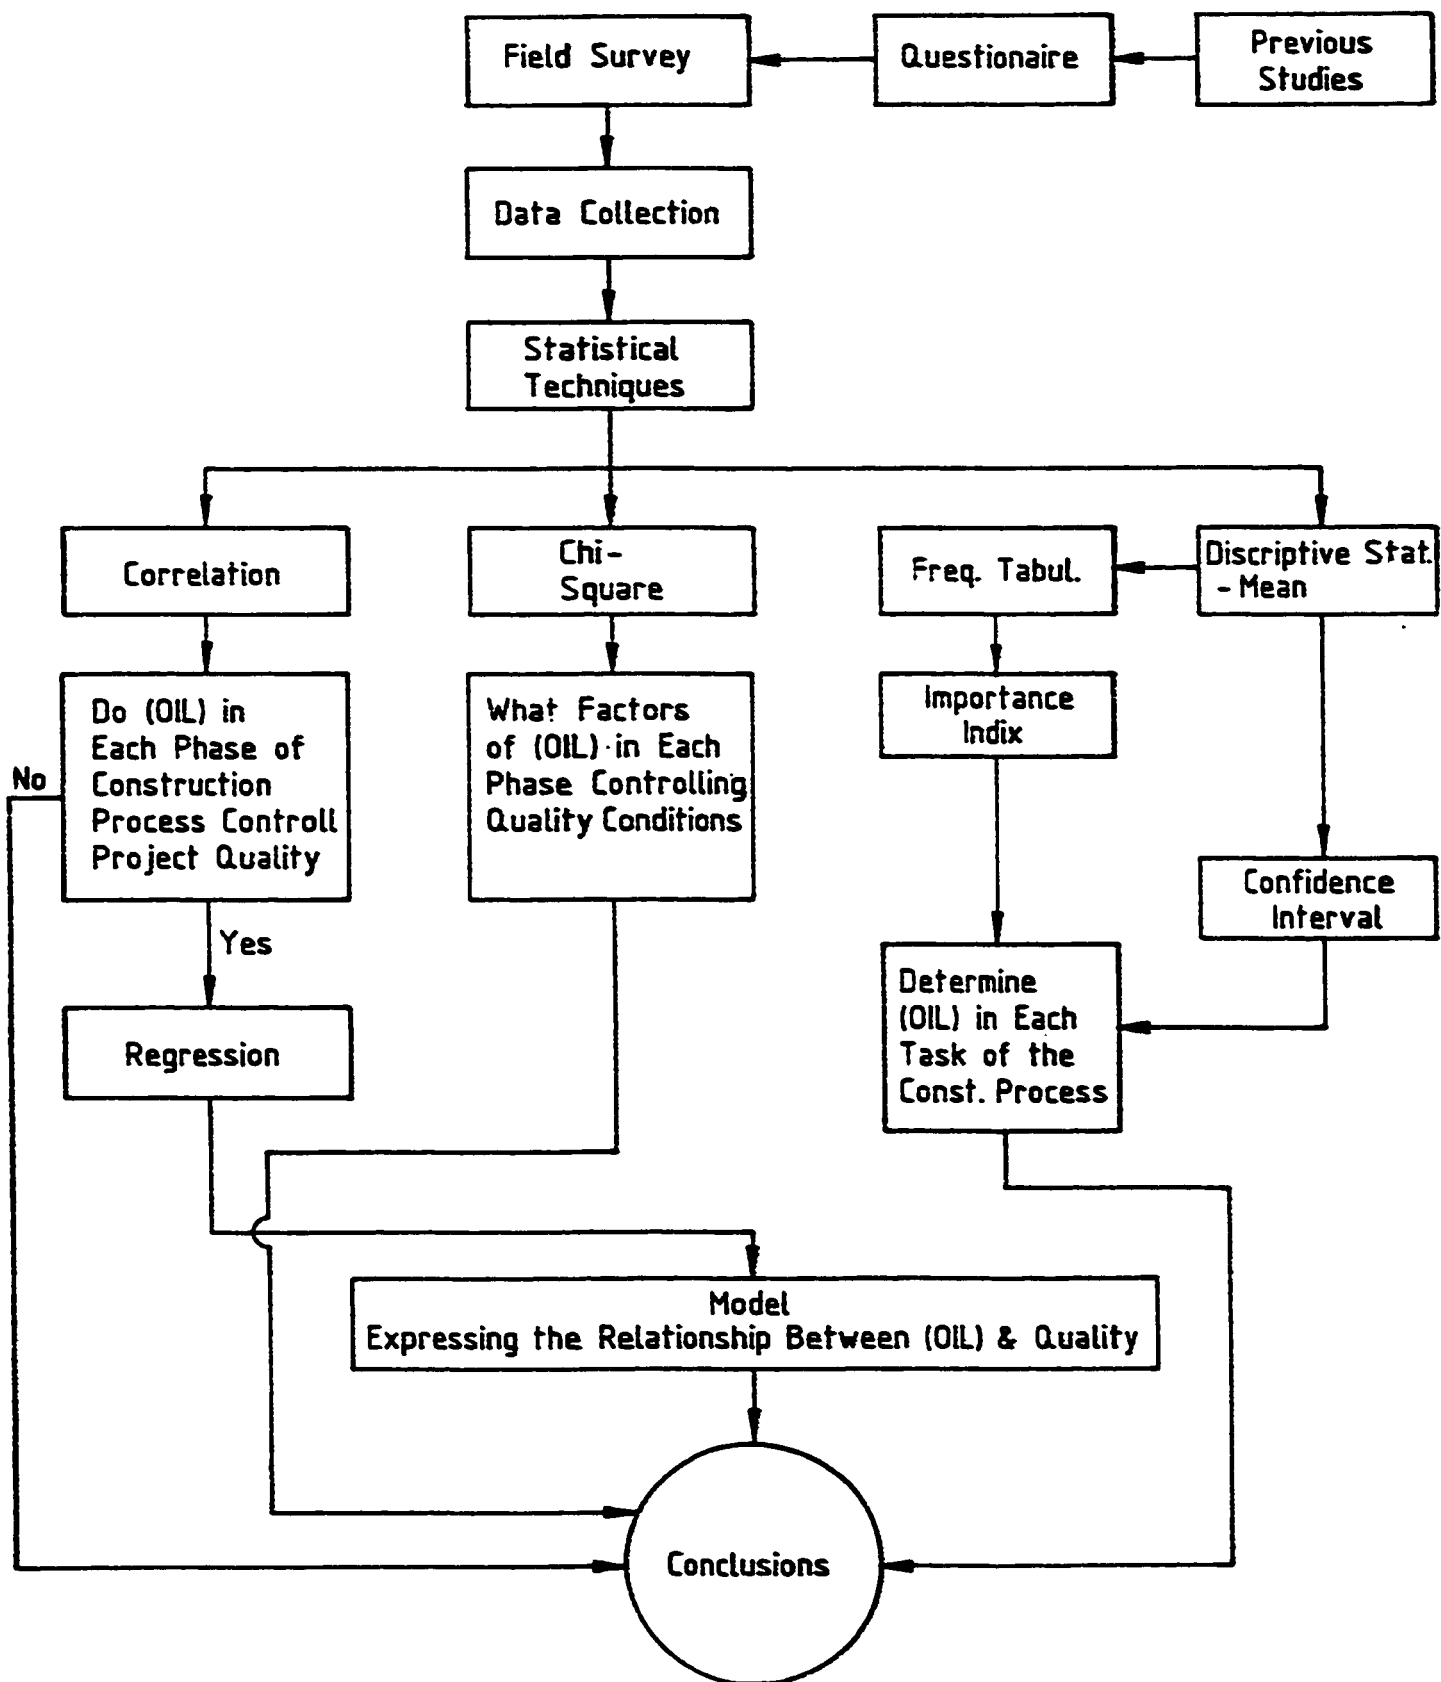 Field Survey
Questionaire
Previous
Studies
Data Collection
Statistical
Techniques
Correlation
Chi-
Square
Freq. Tabul.
Discriptive Stat.
- Mean
Do (OIL) in
Each Phase of
Construction
Process Controll
Project Quality
What Factors
of (OIL) in Each
Phase Controlling
Quality Conditions
Importance
Indix
No
Confidence
Interval
Yes
Determine
(OIL) in Each
Task of the
Const. Process
Regression
Model
Expressing the Relationship Between (OIL) & Quality
Conclusions